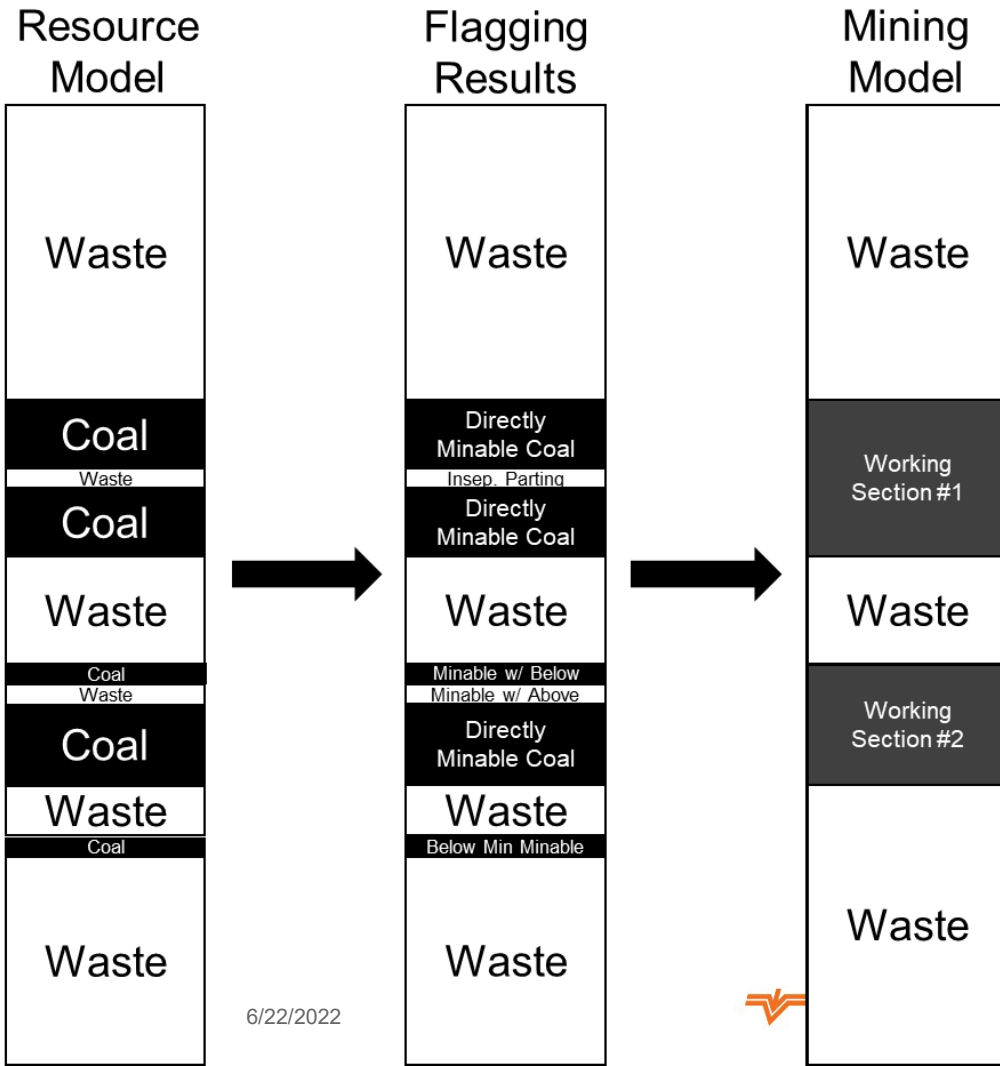 Resource
Model
Waste
Coal
Waste
Coal
Waste
Coal
Waste
Coal
Waste
Coal
Waste
Flagging
Results
Waste
Directly
Minable Coal
Insep. Parting
Directly
Minable Coal
Waste
Minable w/ Below
Minable w/ Above
Directly
Minable Coal
Waste
Below Min Minable
Waste
Mining
Model
Waste
Working
Section #1
Waste
Working
Section #2
Waste
6/22/2022